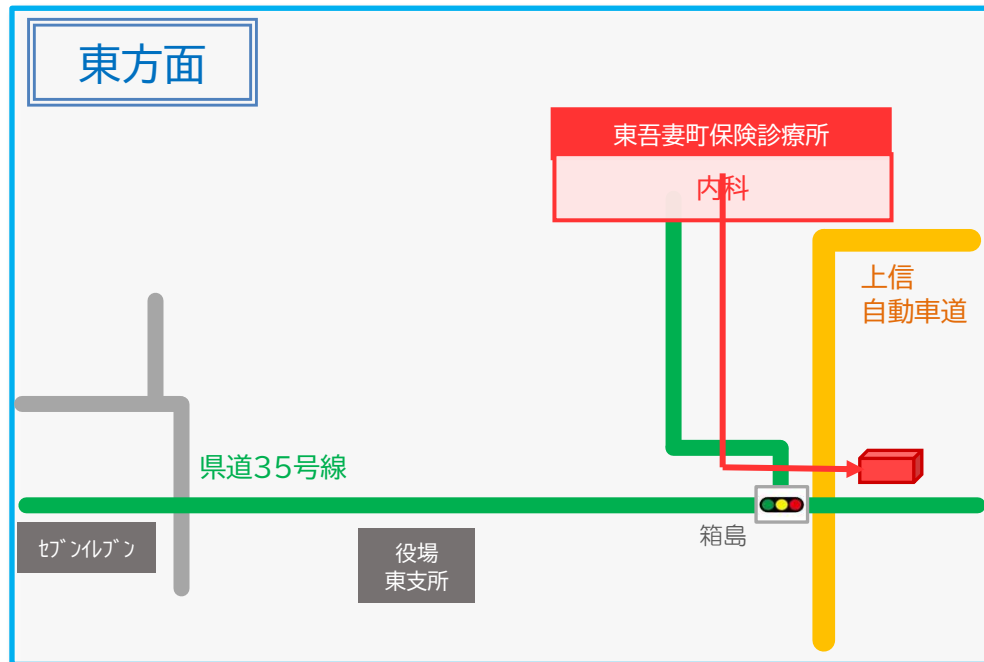 東方面
東吾妻町保険診療所
内科
上信
自動車道
県道35号線
箱島
ｾﾌﾞﾝｲﾚﾌﾞﾝ
役場
東支所